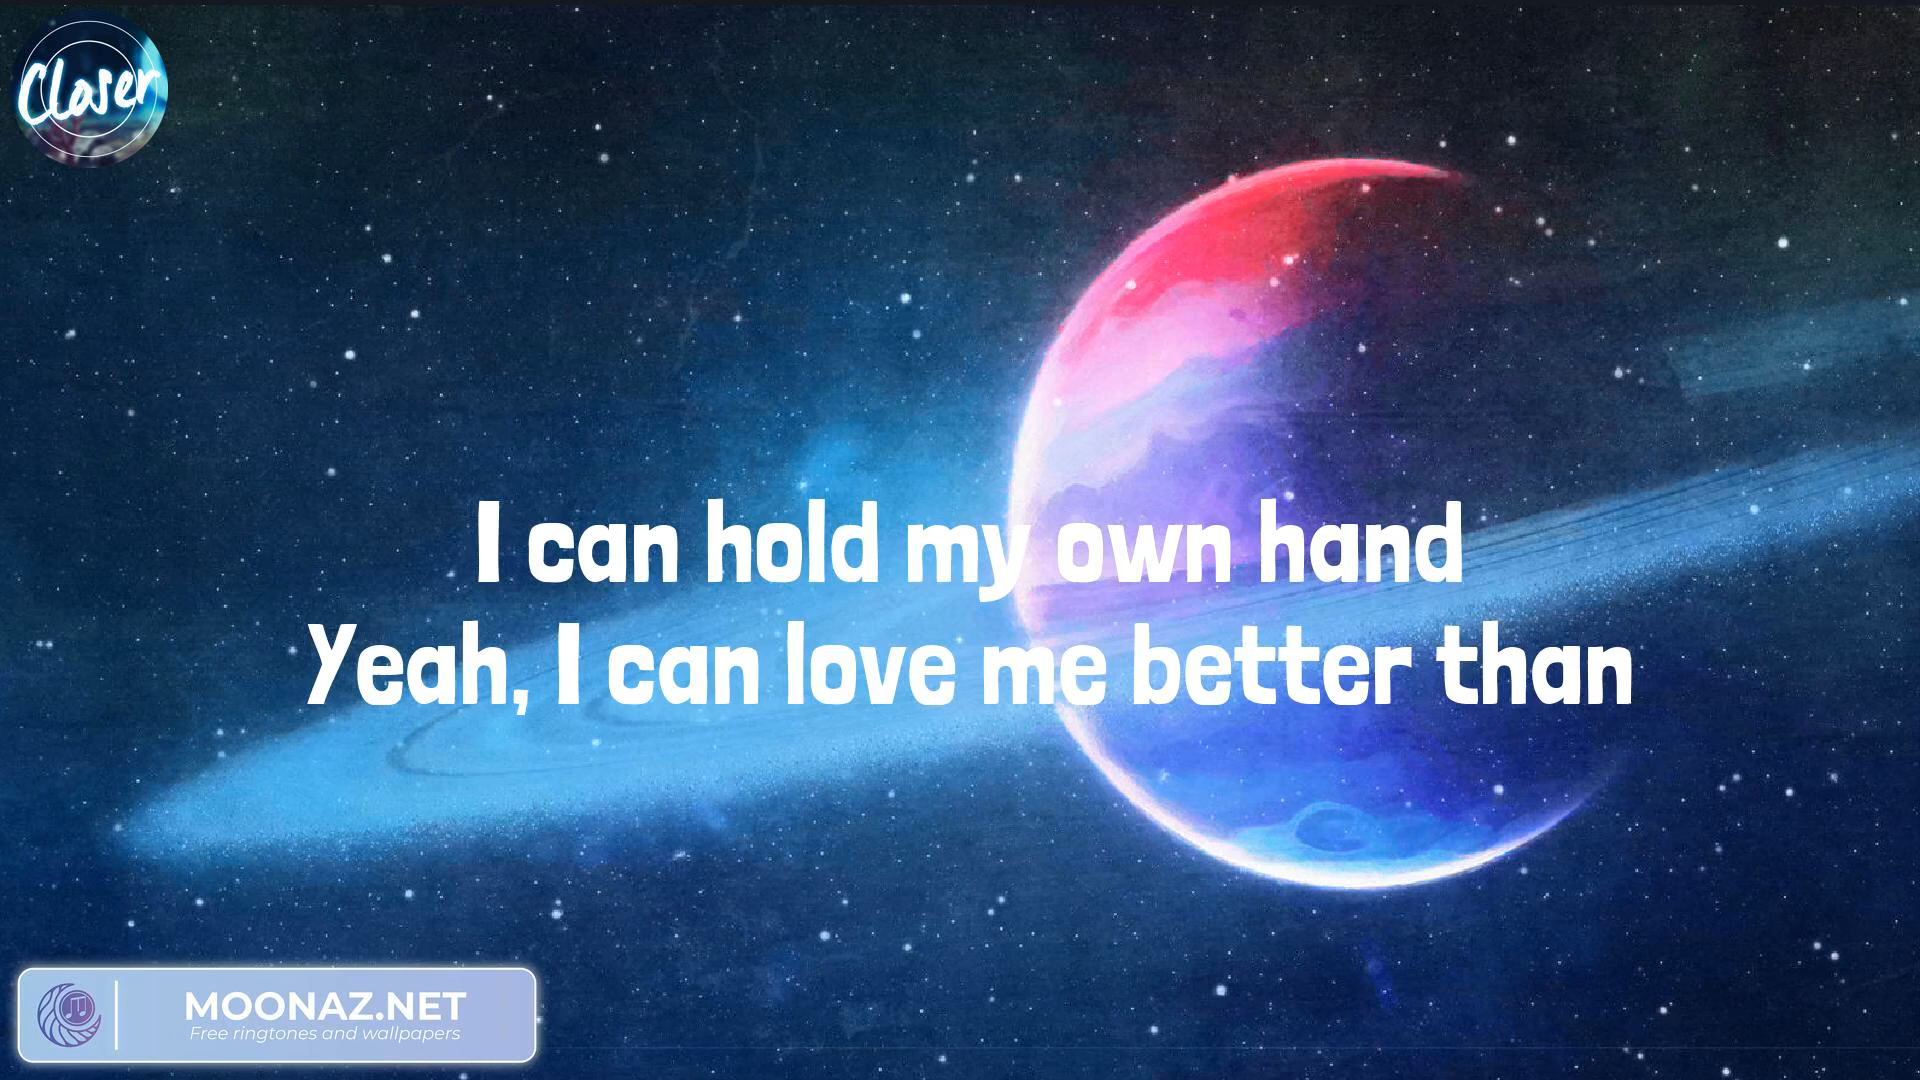 Closer
I can hold my own hand
Yeah, I can love me better than
MOONAZ.NET
Free ringtones and wallpapers